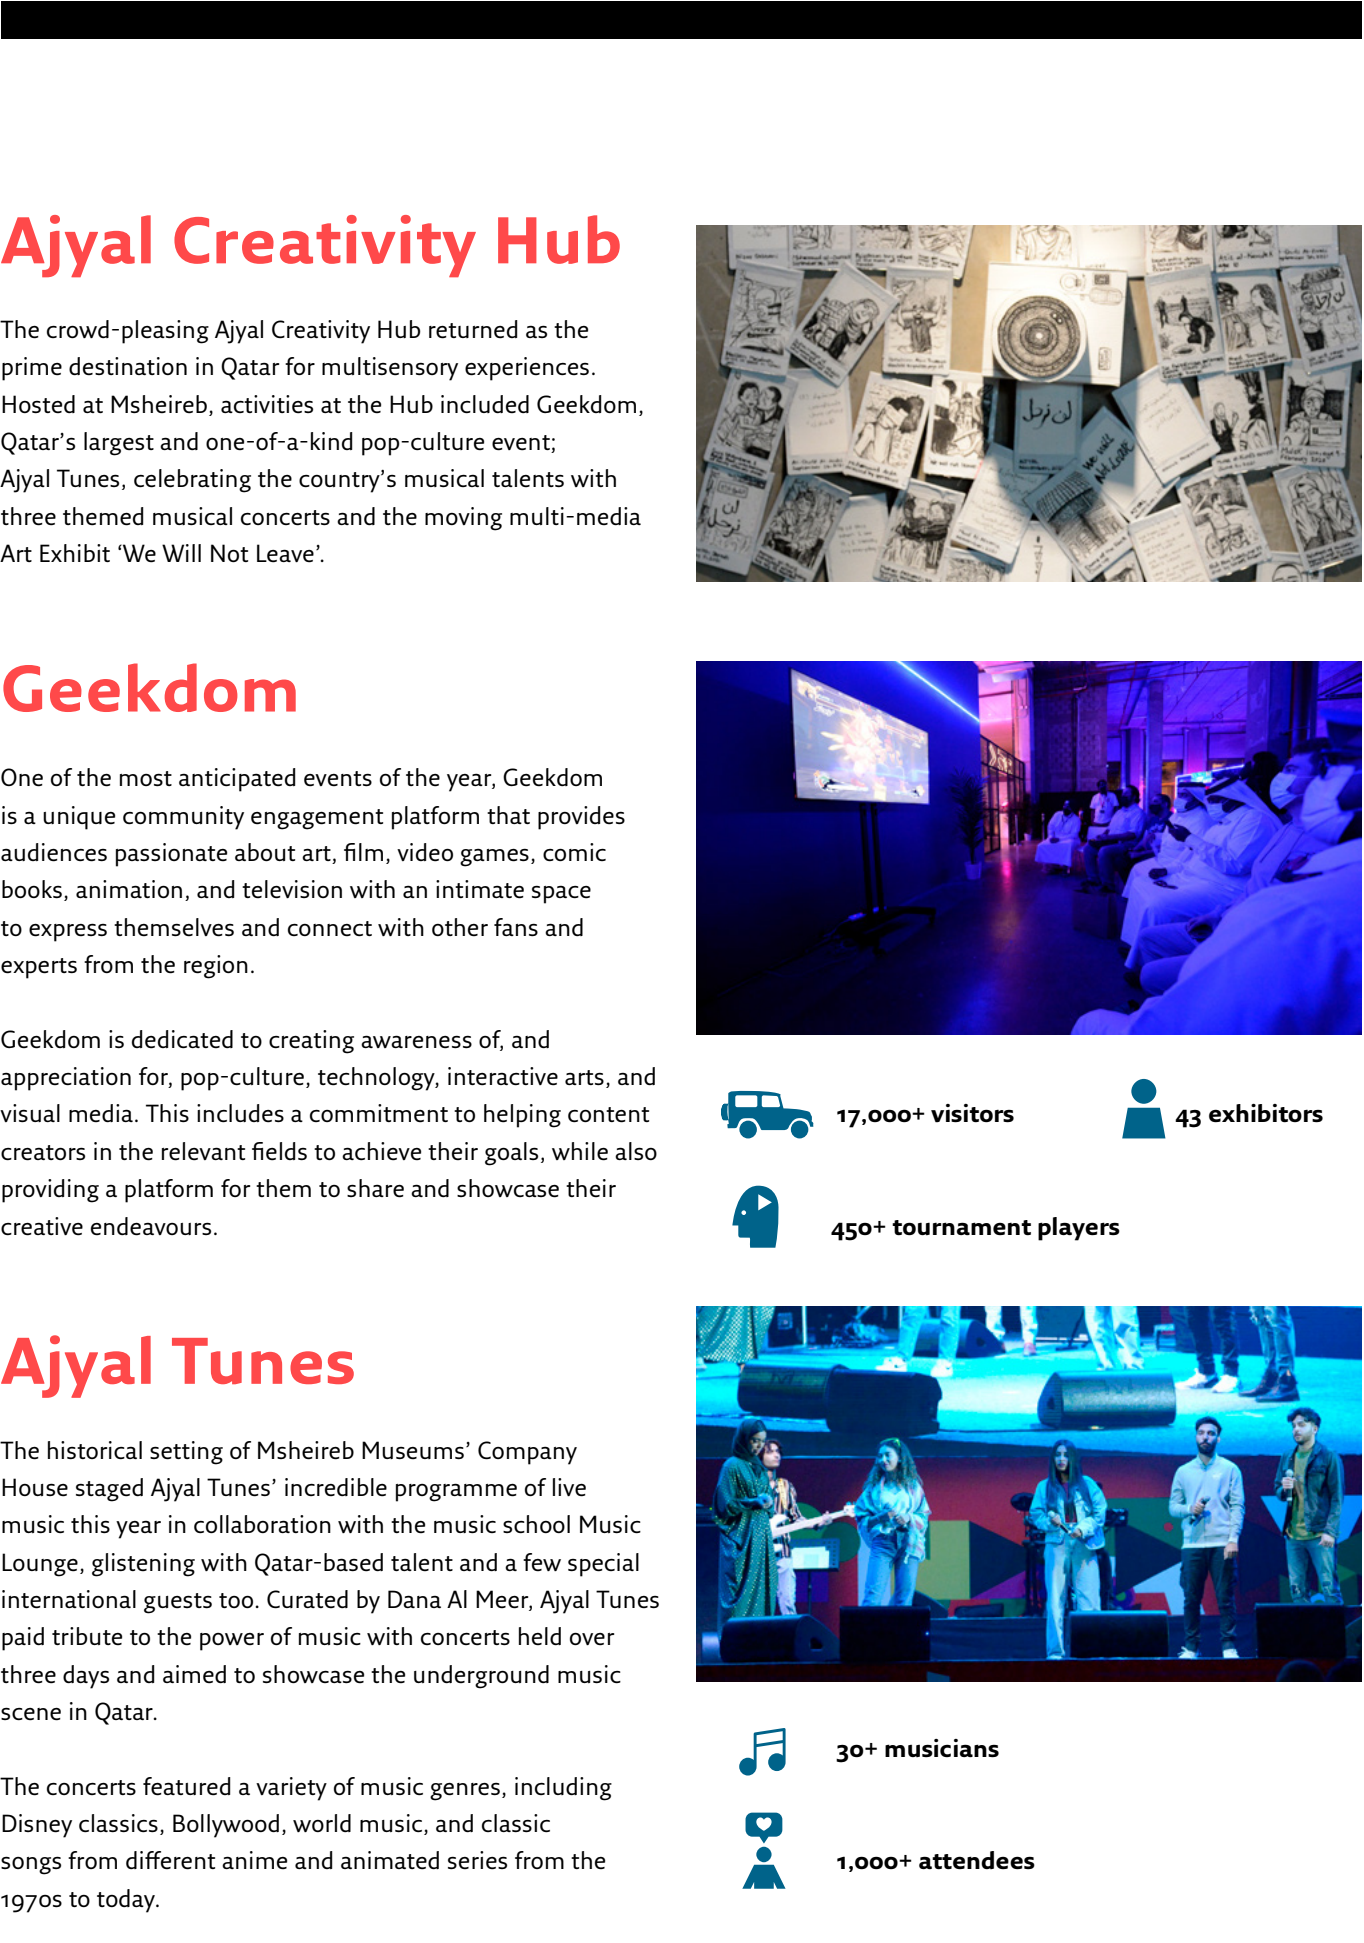 Ajyal Creativity Hub
The crowd-pleasing Ajyal Creativity Hub returned as the
prime destination in Qatar for multisensory experiences.
Hosted at Msheireb, activities at the Hub included Geekdom,
Qatar’s largest and one-of-a-kind pop-culture event;
Ajyal Tunes, celebrating the country’s musical talents with
three themed musical concerts and the moving multi-media
Art Exhibit ‘We Will Not Leave’.
لن نرحل
we will
Not leave
لن نرحل
لن نرحل
Geekdom
One of the most anticipated events of the year, Geekdom
is a unique community engagement platform that provides
audiences passionate about art, film, video games, comic
books, animation, and television with an intimate space
to express themselves and connect with other fans and
experts from the region.
Geekdom is dedicated to creating awareness of, and
appreciation for, pop-culture, technology, interactive arts, and
visual media. This includes a commitment to helping content
creators in the relevant fields to achieve their goals, while also
providing a platform for them to share and showcase their
creative endeavours.
17,000+ visitors
43 exhibitors
450+ tournament players
Ajyal Tunes
The historical setting of Msheireb Museums’ Company
House staged Ajyal Tunes’ incredible programme of live
music this year in collaboration with the music school Music
Lounge, glistening with Qatar-based talent and a few special
international guests too. Curated by Dana Al Meer, Ajyal Tunes
paid tribute to the power of music with concerts held over
three days and aimed to showcase the underground music
scene in Qatar.
The concerts featured a variety of music genres, including
Disney classics, Bollywood, world music, and classic
songs from different anime and animated series from the
1970s to today.
30+ musicians
1,000+ attendees